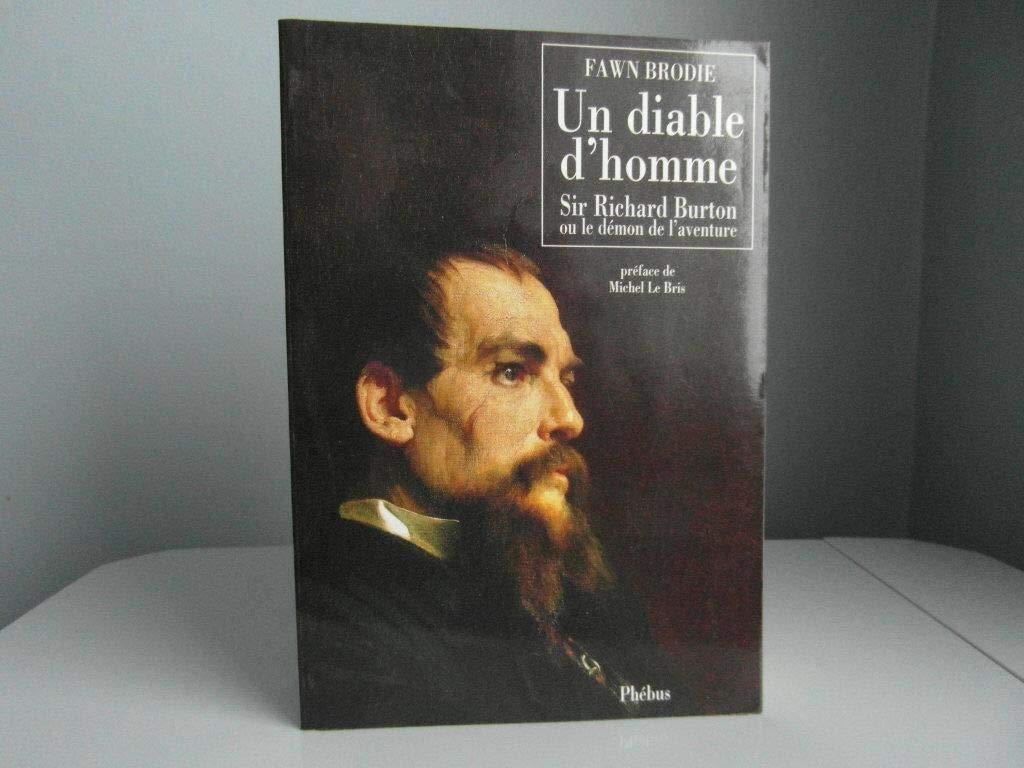 FAWN BRODIE
Un diable
d'homme
Sir Richard Burton
ou le démon de l'aventure
préface de
Michel Le Bris
Phébus